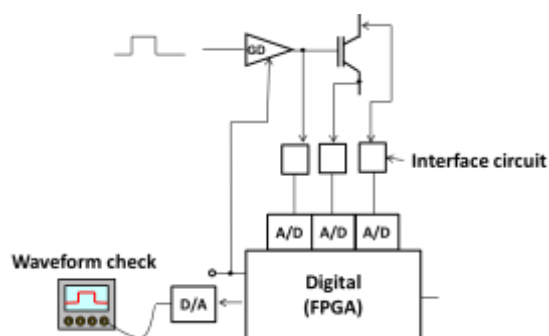 GD
Interface circuit
A/D A/D A/D
Waveform check
Digital
(FPGA)
D/A